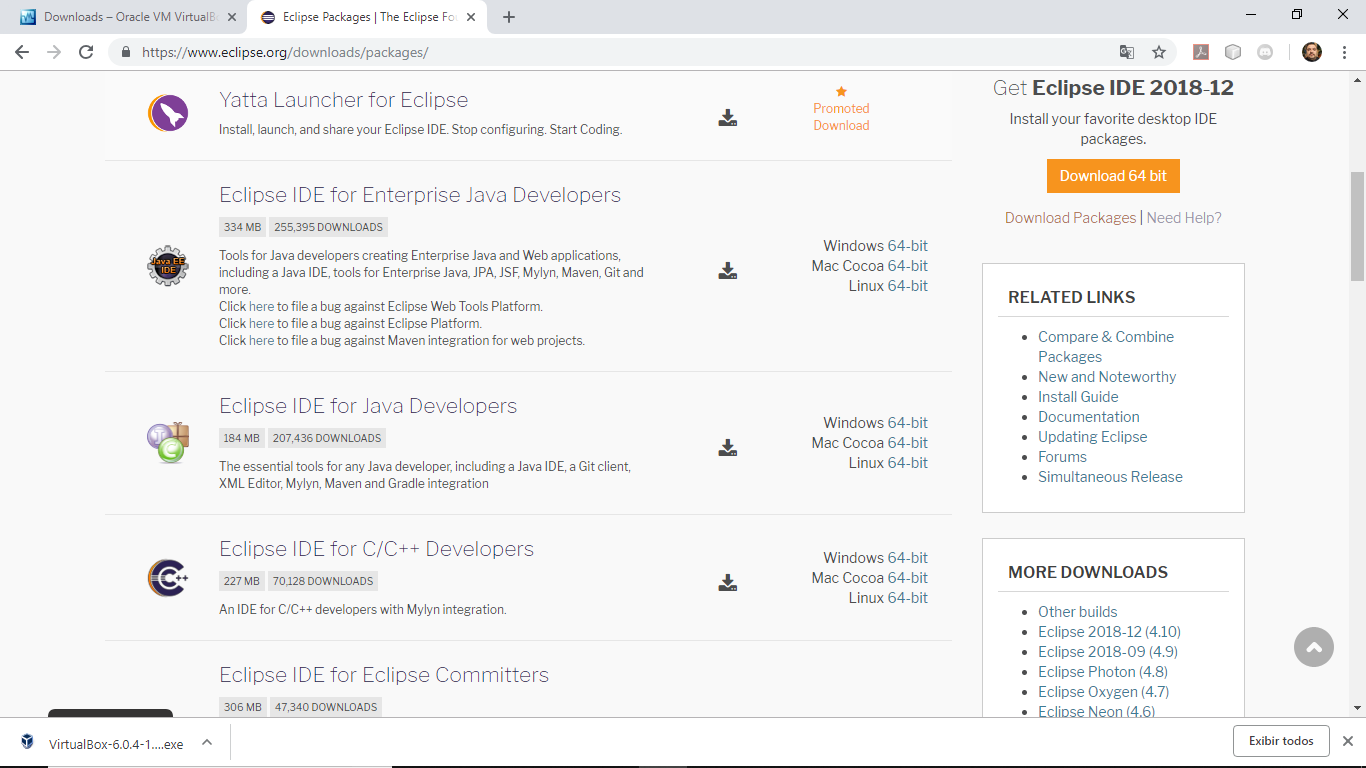 Downloads – Oracle VM VirtualB
Eclipse Packages | The Eclipse Fo
https://www.eclipse.org/downloads/packages/
Yatta Launcher for Eclipse
Install, launch, and share your Eclipse IDE. Stop configuring. Start Coding.
Promoted
Download
Eclipse IDE for Enterprise Java Developers
334 MB 255,395 DOWNLOADS
Java EE
IDE
Tools for Java developers creating Enterprise Java and Web applications,
including a Java IDE, tools for Enterprise Java, JPA, JSF, Mylyn, Maven, Git and
more.
Click here to file a bug against Eclipse Web Tools Platform.
Click here to file a bug against Eclipse Platform.
Click here to file a bug against Maven integration for web projects.
Windows 64-bit
Mac Cocoa 64-bit
Linux 64-bit
Eclipse IDE for Java Developers
184 MB 207,436 DOWNLOADS
J
C
The essential tools for any Java developer, including a Java IDE, a Git client,
XML Editor, Mylyn, Maven and Gradle integration
Windows 64-bit
Mac Cocoa 64-bit
Linux 64-bit
Eclipse IDE for C/C++ Developers
227 MB 70,128 DOWNLOADS
C++
An IDE for C/C++ developers with Mylyn integration.
Windows 64-bit
Mac Cocoa 64-bit
Linux 64-bit
Eclipse IDE for Eclipse Committers
306 MB 47,340 DOWNLOADS
Get Eclipse IDE 2018-12
Install your favorite desktop IDE
packages.
Download 64 bit
Download Packages | Need Help?
RELATED LINKS
Compare & Combine
Packages
New and Noteworthy
Install Guide
Documentation
Updating Eclipse
Forums
Simultaneous Release
MORE DOWNLOADS
Other builds
Eclipse 2018-12 (4.10)
Eclipse 2018-09 (4.9)
Eclipse Photon (4.8)
Eclipse Oxygen (4.7)
Eclipse Neon (4.6)
VirtualBox-6.0.4-1....exe
Exibir todos